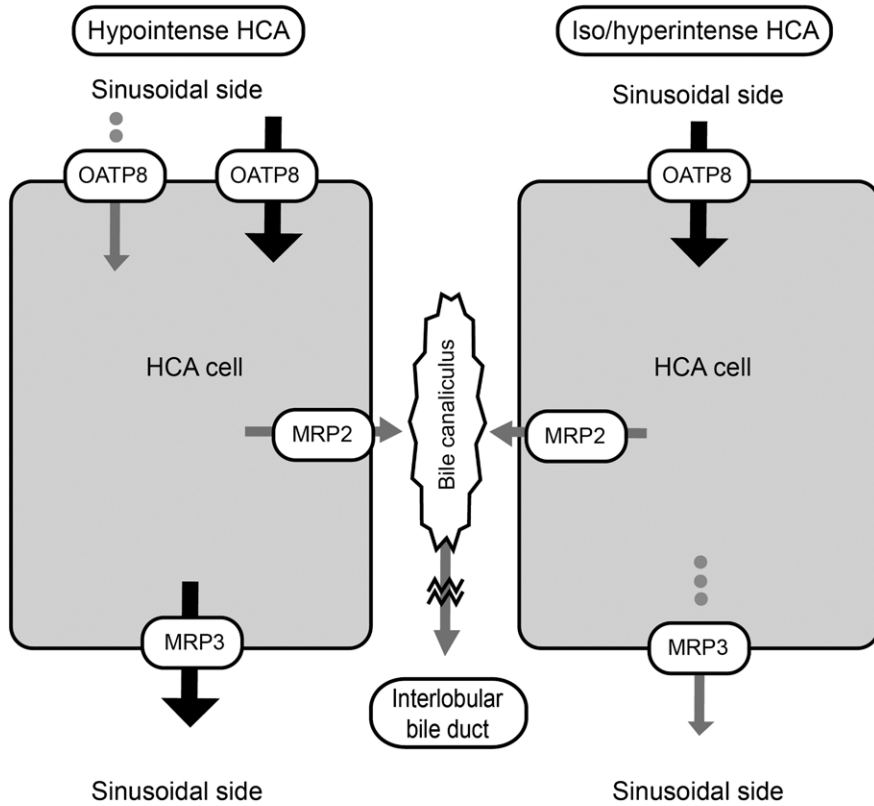 Hypointense HCA
Iso/hyperintense HCA
Sinusoidal side
Sinusoidal side
OATP8
OATP8
OATP8
HCA cell
HCA cell
Bile canaliculus
MRP2
MRP2
MRP3
MRP3
Interlobular
bile duct
Sinusoidal side
Sinusoidal side